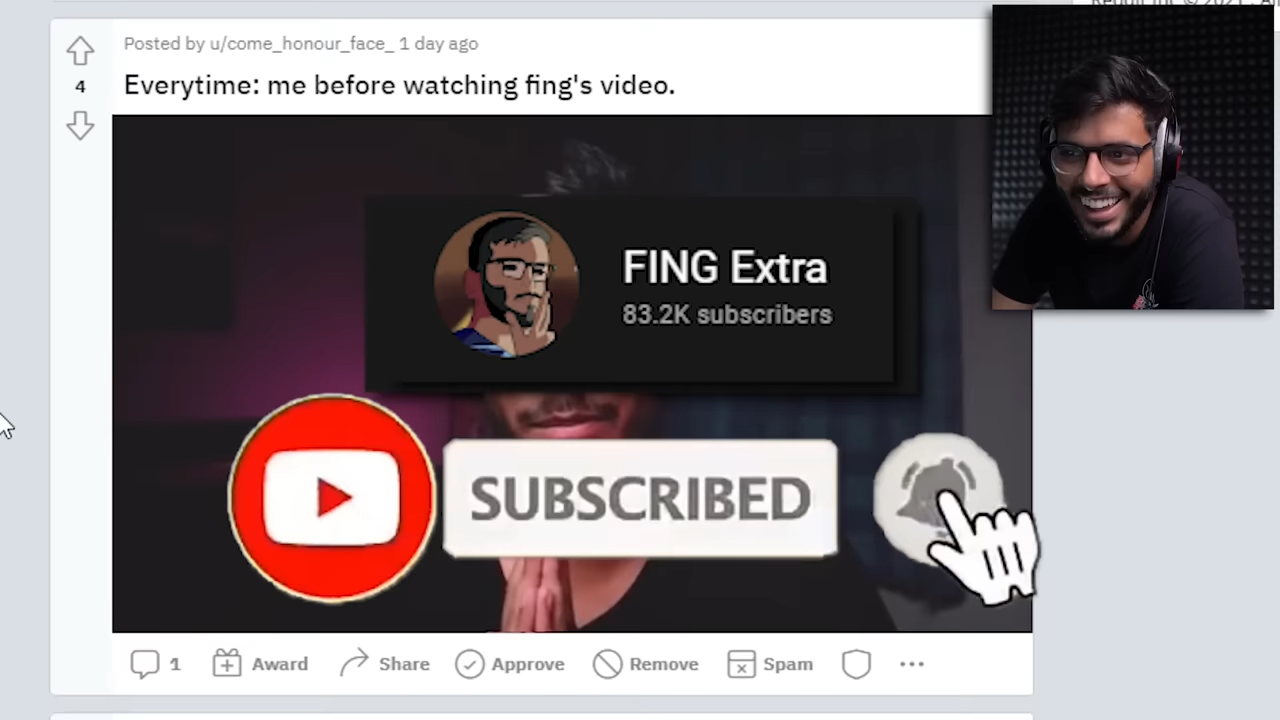 Posted by u/come_honour_face_ 1 day ago
4
Everytime: me before watching fing's video.
FING Extra
83.2K subscribers
SUBSCRIBED
1 Award Share Approve Remove Spam